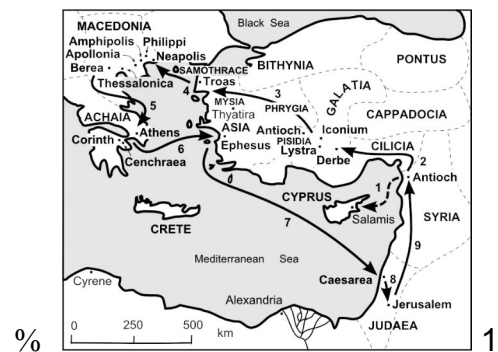 Black Sea
MACEDONIA
Amphipolis Philippi
Apollonia Neapolis
Berea
Thessalonica
SAMOTHRACE
BITHYNIA
PONTUS
Troas
4
3
MYSIA
Thyatira
PHRYGIA
GALATIA
CAPPADOCIA
5
ACHAIA
Athens
ASIA
Ephesus
6
Corinth
Cenchraea
Antioch
PISIDIA
Iconium
Lystra
Derbe
CILICIA
2
Antioch
1
CYPRUS
Salamis
SYRIA
9
7
CRETE
Mediterranean Sea
Caesarea
8
Cyrene
Alexandria
Jerusalem
JUDAEA
0 250 500
km
% 1